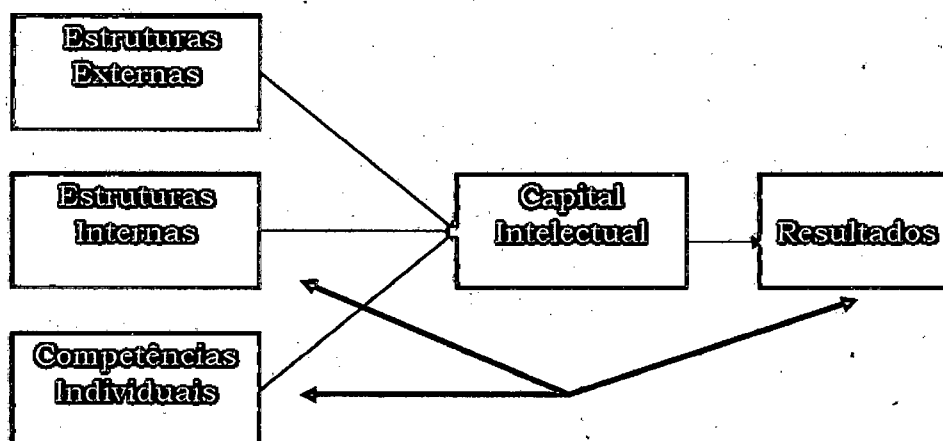 Estruturas
Externas
Estruturas
Internas
Competências
Individuais
Capital
Intelectual
Resultados